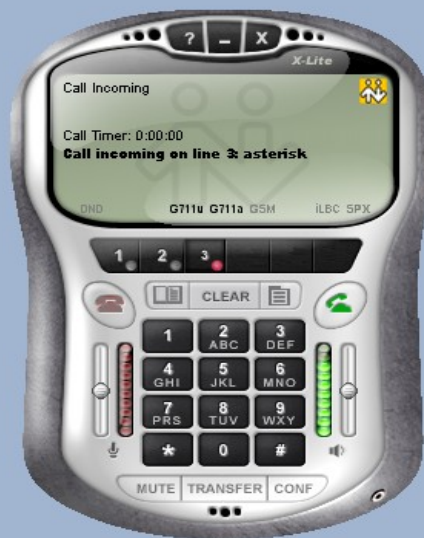 ? – X
X-Lite
Call Incoming
Call Timer: 0:00:00
Call incoming on line 3: asterisk
DND G711u G711a GSM iLBC SPX
1 2 3
CLEAR
1 2 3
ABC DEF
4 5 6
GHI JKL MNO
7 8 9
PRS TUV WXY
* 0 #
MUTE TRANSFER CONF